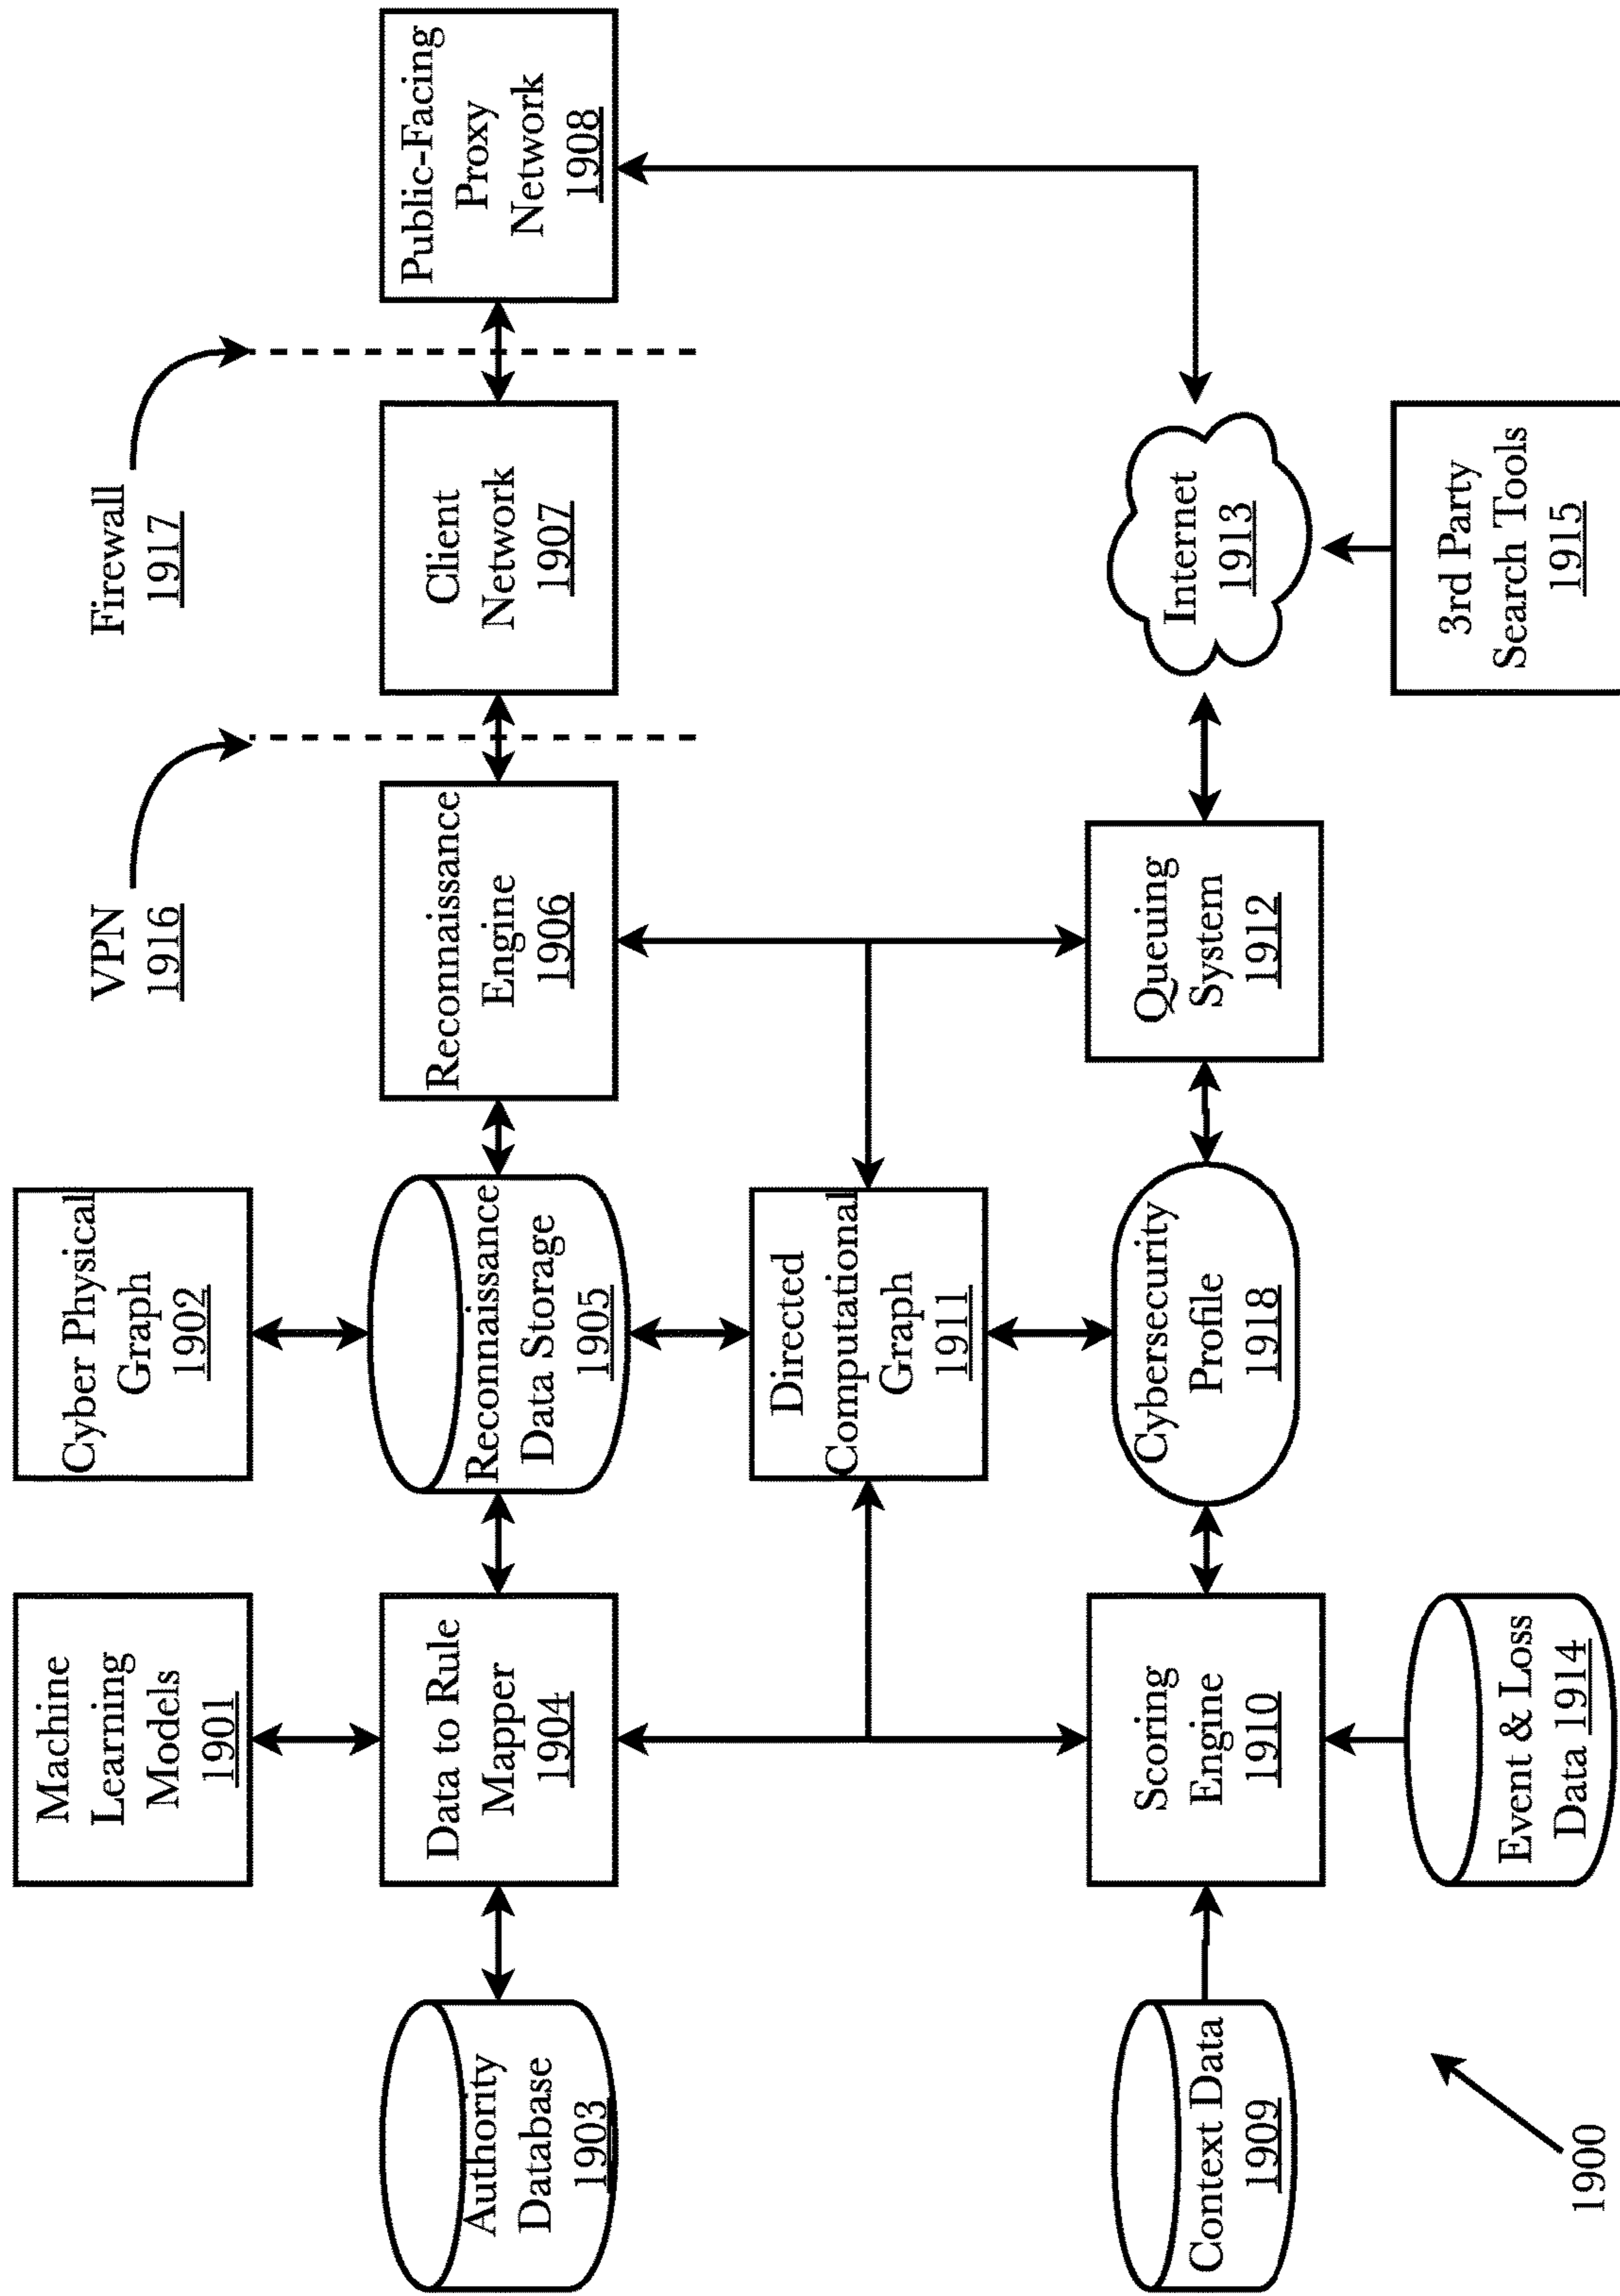 Machine
Learning
Models
1901
Cyber Physical
Graph
1902
VPN
1916
Firewall
1917
Authority
Database
1903
Data to Rule
Mapper
1904
Reconnaissance
Data Storage
1905
Reconnaissance
Engine
1906
Client
Network
1907
Public-Facing
Proxy
Network
1908
Directed
Computational
Graph
1911
Context Data
1909
Scoring
Engine
1910
Cybersecurity
Profile
1918
Queuing
System
1912
Internet
1913
Event & Loss
Data 1914
3rd Party
Search Tools
1915
1900